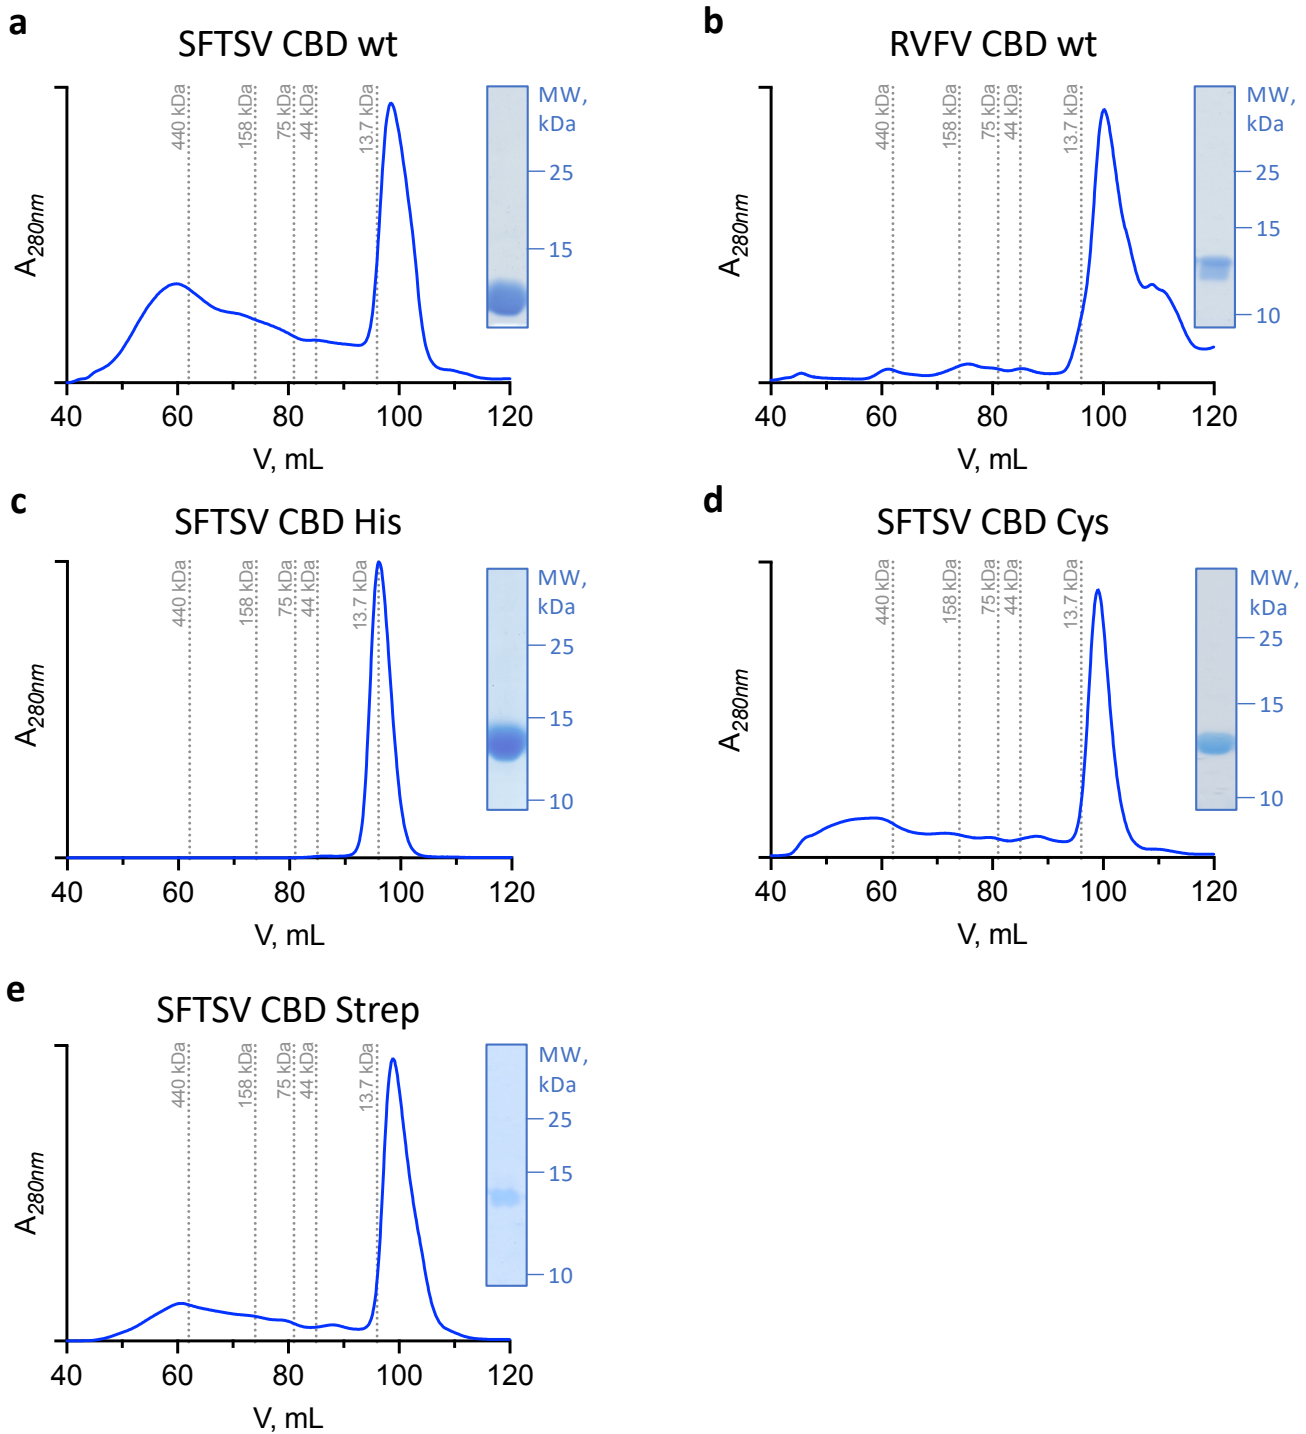 a
SFTSV CBD wt
440 kDa
158 kDa
75 kDa
44 kDa
13.7 kDa
MW,
kDa
25
15
A280nm
40 60 80 100 120
V, mL
b
RVFV CBD wt
440 kDa
158 kDa
75 kDa
44 kDa
13.7 kDa
MW,
kDa
25
15
10
A280nm
40 60 80 100 120
V, mL
c
SFTSV CBD His
440 kDa
158 kDa
75 kDa
44 kDa
13.7 kDa
MW,
kDa
25
15
10
A280nm
40 60 80 100 120
V, mL
d
SFTSV CBD Cys
440 kDa
158 kDa
75 kDa
44 kDa
13.7 kDa
MW,
kDa
25
15
10
A280nm
40 60 80 100 120
V, mL
e
SFTSV CBD Strep
440 kDa
158 kDa
75 kDa
44 kDa
13.7 kDa
MW,
kDa
25
15
10
A280nm
40 60 80 100 120
V, mL